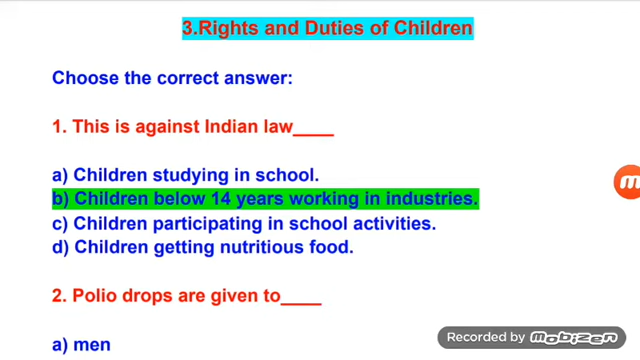 3.Rights and Duties of Children
Choose the correct answer:
1. This is against Indian law____
a) Children studying in school.
b) Children below 14 years working in industries.
c) Children participating in school activities.
d) Children getting nutritious food.
2. Polio drops are given to____
a) men
Recorded by mobizen
m